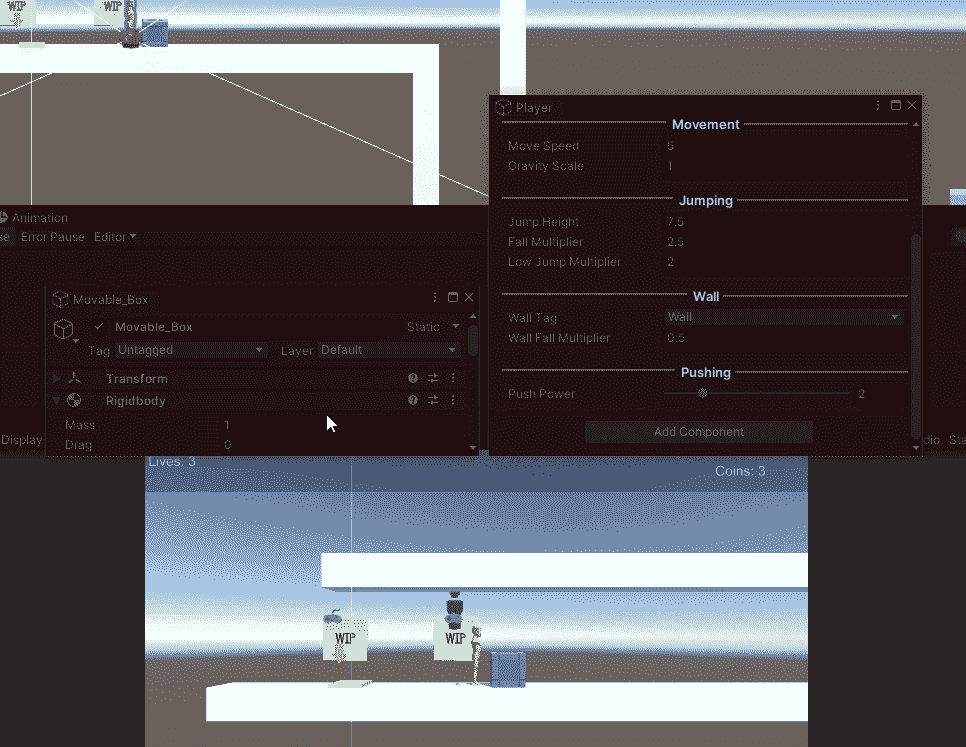 WIP WIP
Player
Movement
Move Speed 5
Gravity Scale 1
Jumping
Jump Height 7.5
Fall Multiplier 2.5
Low Jump Multiplier 2
Wall
Wall Tag Wall
Wall Fall Multiplier 0.5
Pushing
Push Power 2
Add Component
Animation
se Error Pause Editor
Movable_Box
Movable_Box Static
Tag Untagged Layer Default
Transform
Rigidbody
Mass 1
Drag 0
Display
dio Sta
Lives: 3 Coins: 3
WIP WIP